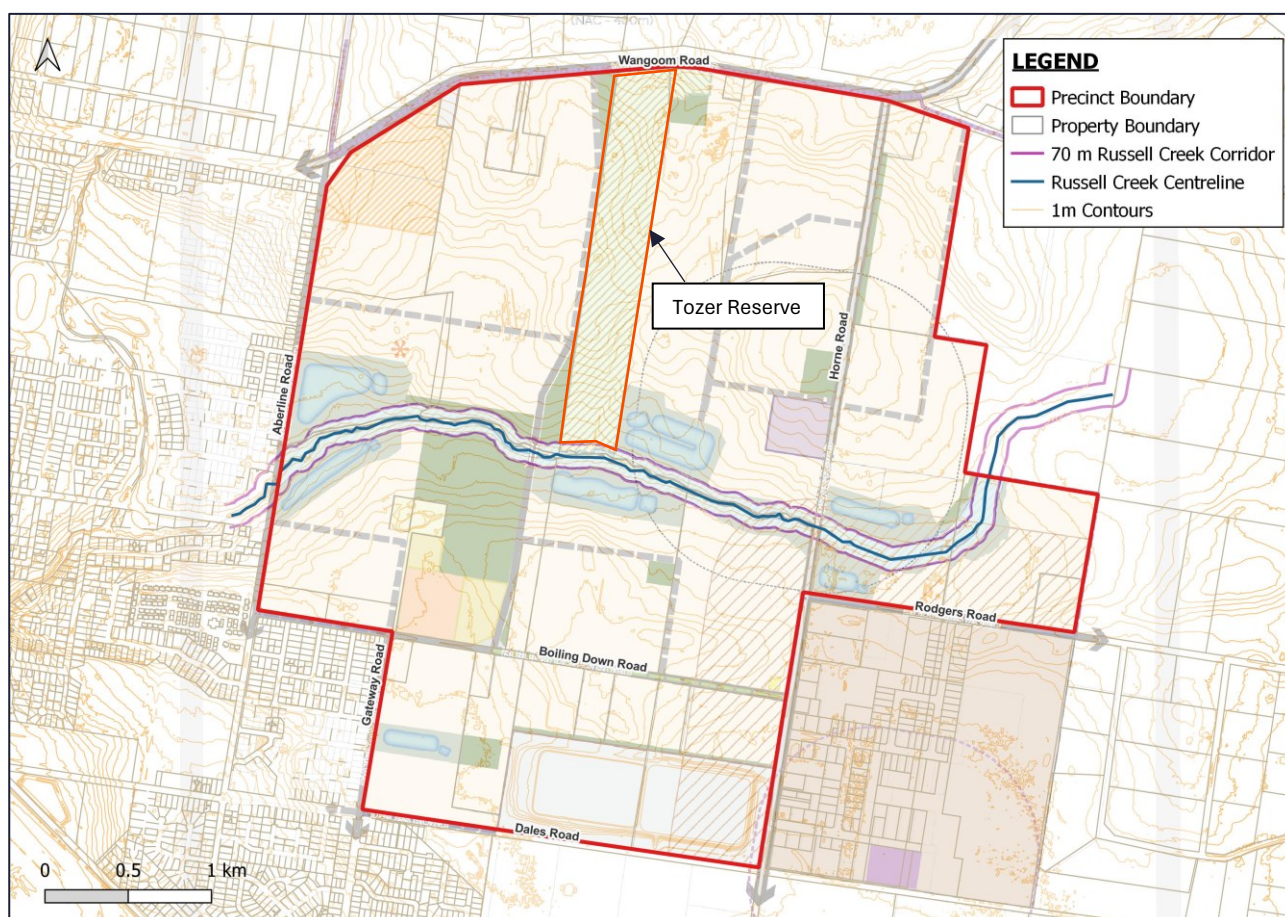 Wangoom Road
LEGEND
Precinct Boundary
Property Boundary
70 m Russell Creek Corridor
Russell Creek Centreline
1m Contours
Tozer Reserve
Horne Road
Aberline Road
Rodgers Road
Boiling Down Road
Gateway Road
Dales Road
0 0.5 1 km